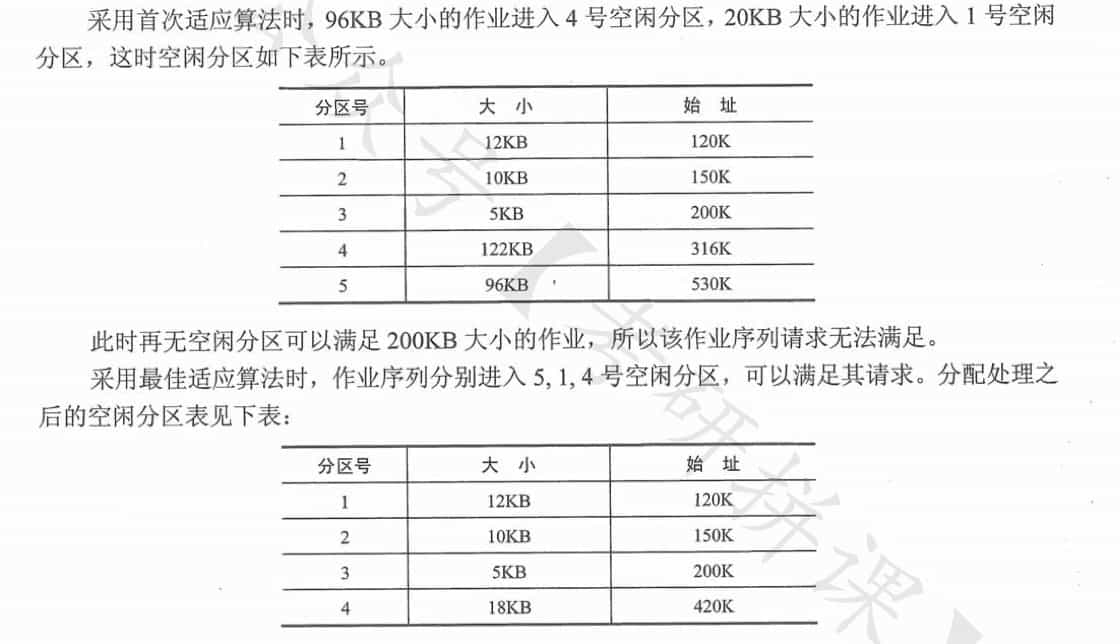 采用首次适应算法时，96KB 大小的作业进入 4 号空闲分区，20KB 大小的作业进入 1 号空闲
分区，这时空闲分区如下表所示。
分区号 大 小 始 址
1 12KB 120K
2 10KB 150K
3 5KB 200K
4 122KB 316K
5 96KB 530K
此时再无空闲分区可以满足 200KB 大小的作业，所以该作业序列请求无法满足。
采用最佳适应算法时，作业序列分别进入 5, 1, 4 号空闲分区，可以满足其请求。分配处理之
后的空闲分区表见下表：
分区号 大 小 始 址
1 12KB 120K
2 10KB 150K
3 5KB 200K
4 18KB 420K
公众号【考研拼课】